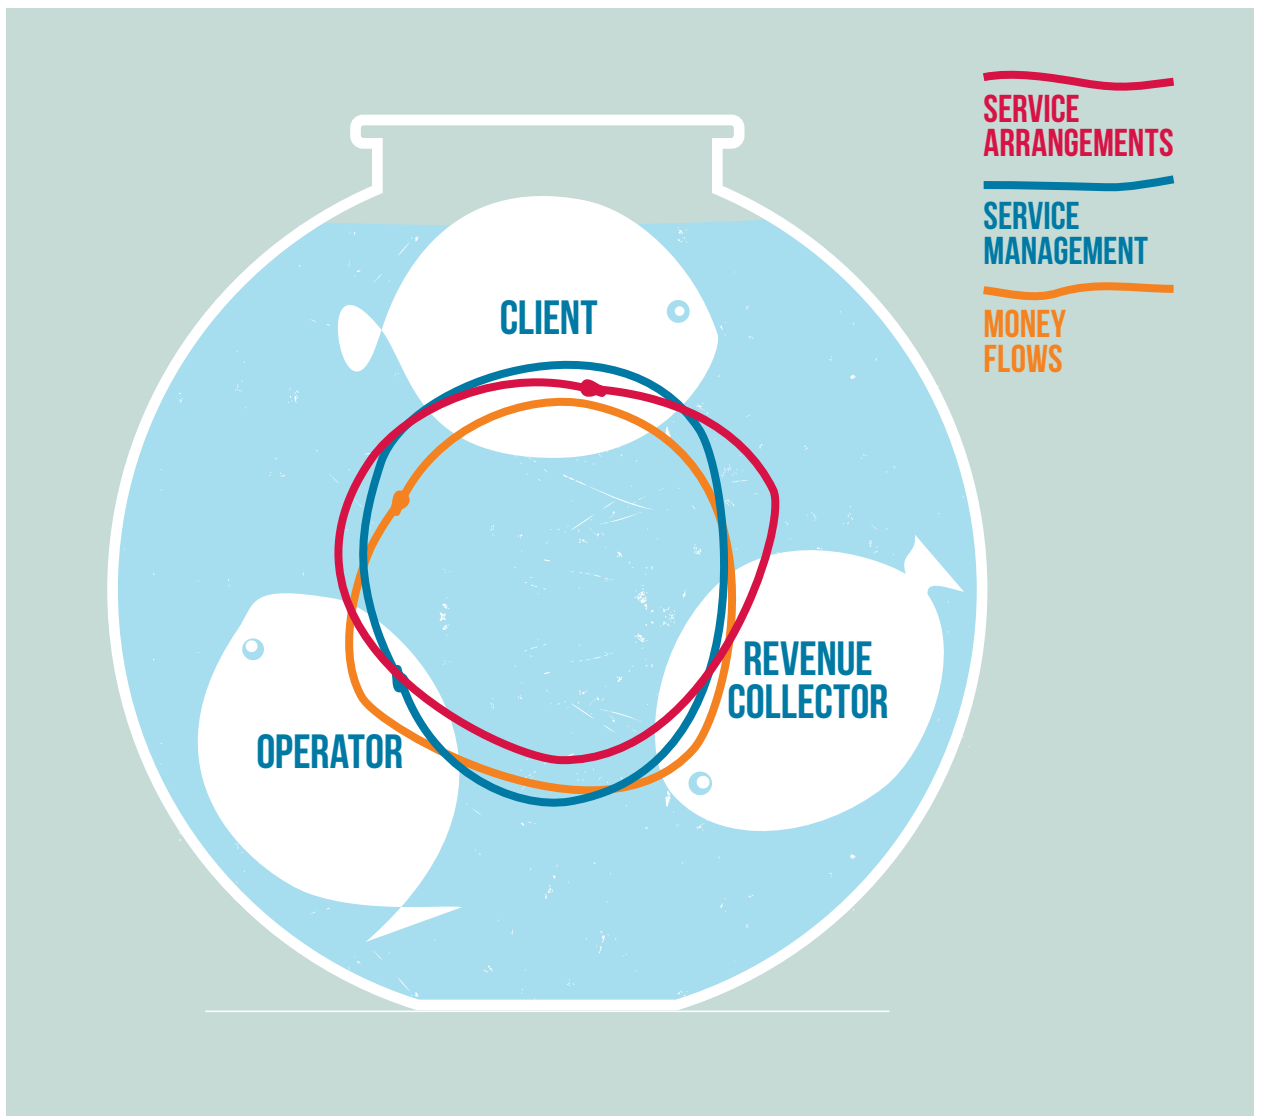 SERVICE
ARRANGEMENTS
SERVICE
MANAGEMENT
MONEY
FLOWS
CLIENT
REVENUE
COLLECTOR
OPERATOR